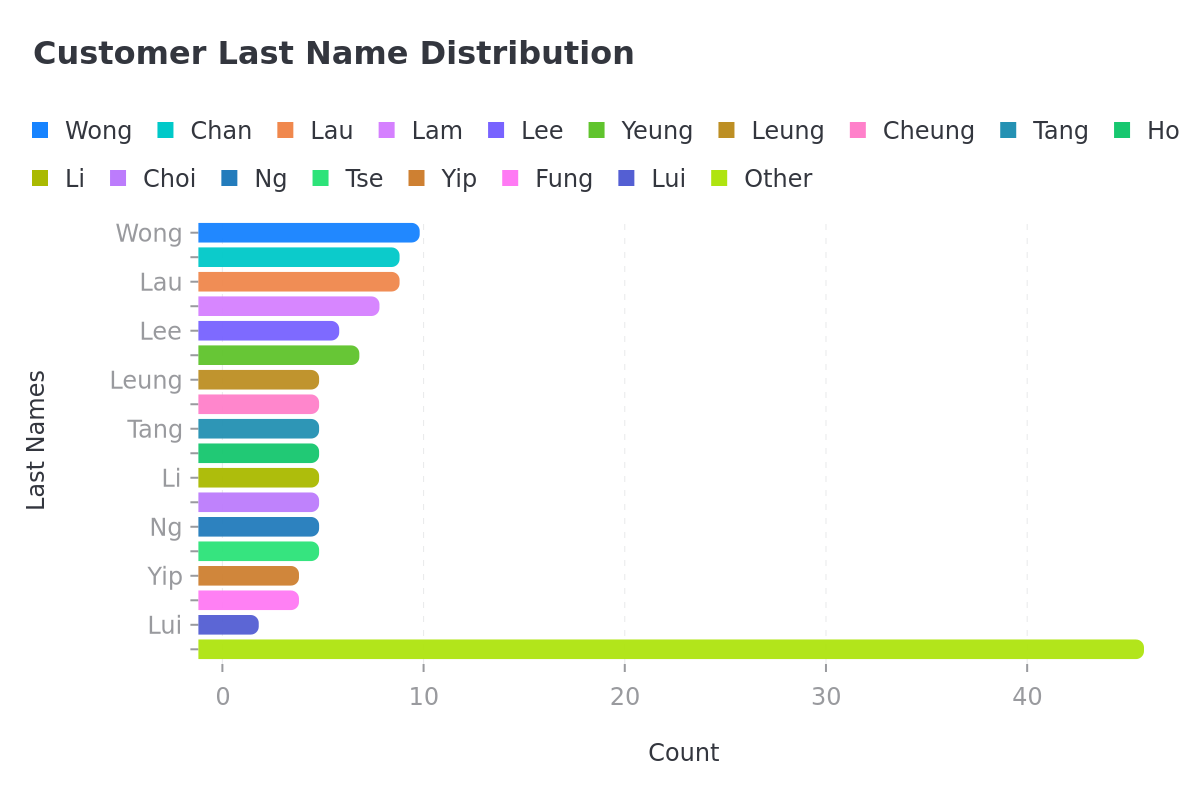 Customer Last Name Distribution
Wong Chan Lau Lam Lee Yeung Leung Cheung Tang Ho
Li Choi Ng Tse Yip Fung Lui Other
Wong
Lau
Lee
Leung
Tang
Li
Ng
Yip
Lui
Last Names
0 10 20 30 40
Count